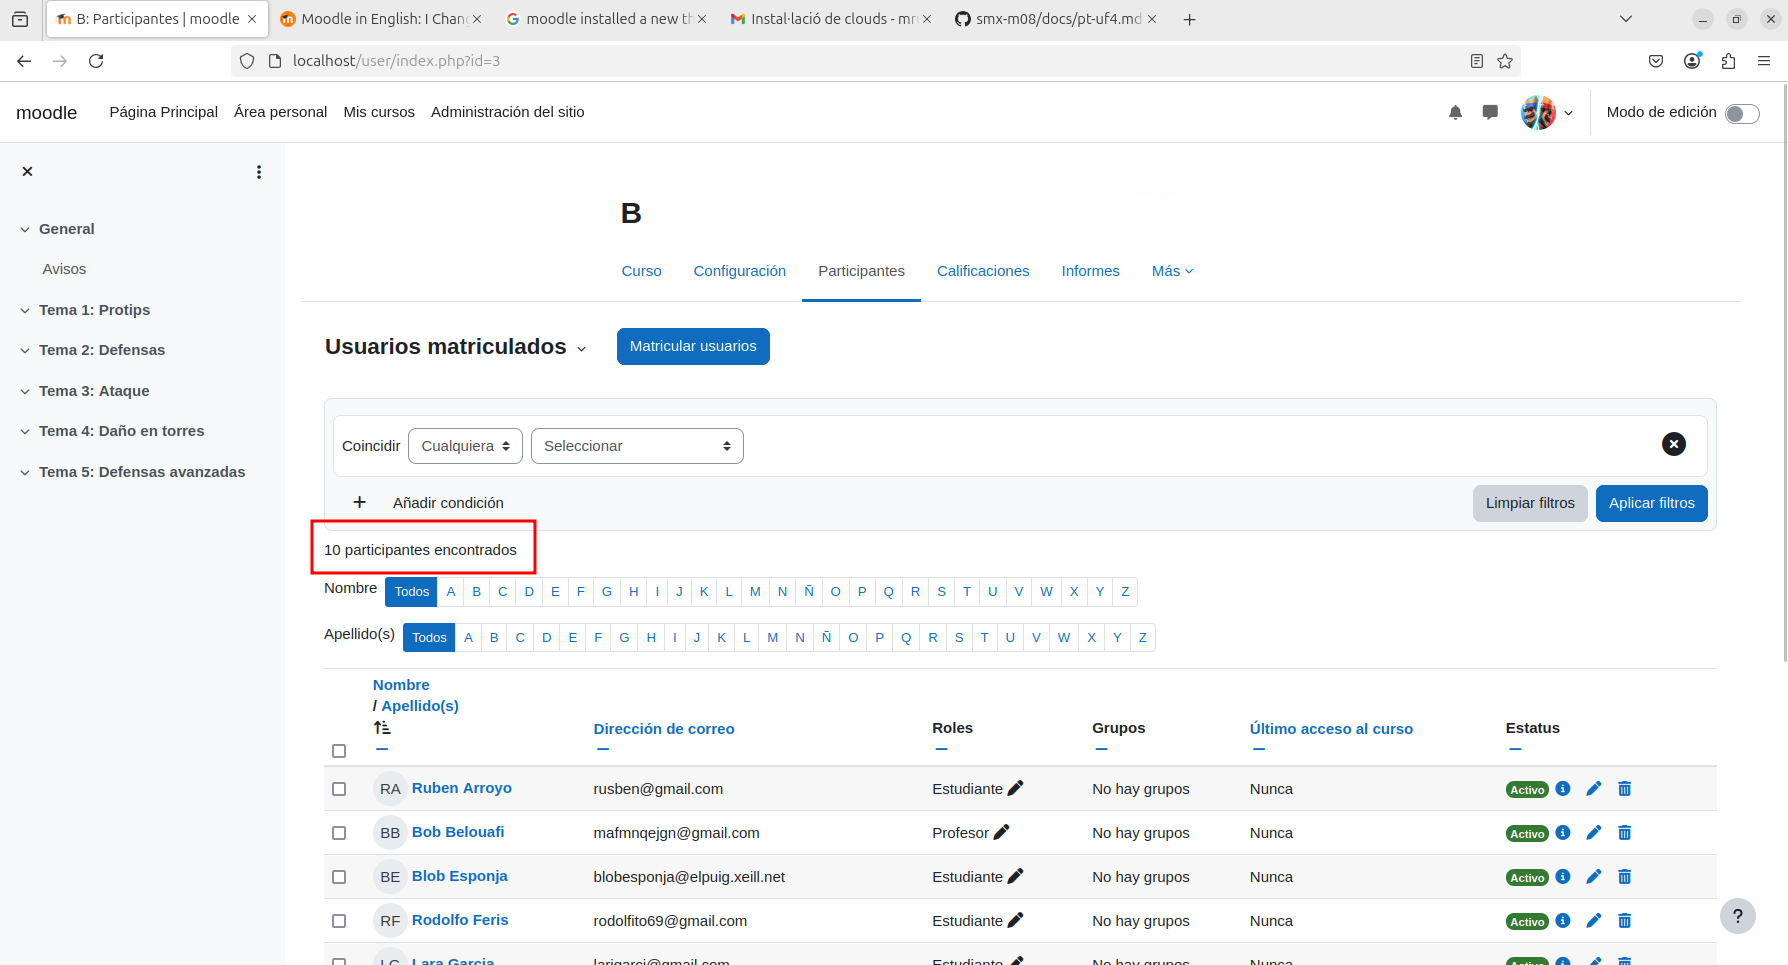 B: Participantes | moodle
Moodle in English: I Chan
moodle installed a new th
Instal·lació de clouds - mr
smx-m08/docs/pt-uf4.md
localhost/user/index.php?id=3
moodle
Página Principal
Área personal
Mis cursos
Administración del sitio
Modo de edición
General
Avisos
Tema 1: Protips
Tema 2: Defensas
Tema 3: Ataque
Tema 4: Daño en torres
Tema 5: Defensas avanzadas
B
Curso
Configuración
Participantes
Calificaciones
Informes
Más
Usuarios matriculados
Matricular usuarios
Coincidir
Cualquiera
Seleccionar
Añadir condición
Limpiar filtros
Aplicar filtros
10 participantes encontrados
Nombre Todos A B C D E F G H I J K L M N Ñ O P Q R S T U V W X Y Z
Apellido(s) Todos A B C D E F G H I J K L M N Ñ O P Q R S T U V W X Y Z
Nombre
/ Apellido(s)
Dirección de correo
Roles
Grupos
Último acceso al curso
Estatus
RA Ruben Arroyo rusben@gmail.com Estudiante No hay grupos Nunca Activo
BB Bob Belouafi mafmnqejgn@gmail.com Profesor No hay grupos Nunca Activo
BE Blob Esponja blobesponja@elpuig.xeill.net Estudiante No hay grupos Nunca Activo
RF Rodolfo Feris rodolfito69@gmail.com Estudiante No hay grupos Nunca Activo
LG Lara Garcia larigarci@gmail.com Estudiante No hay grupos Nunca Activo
?